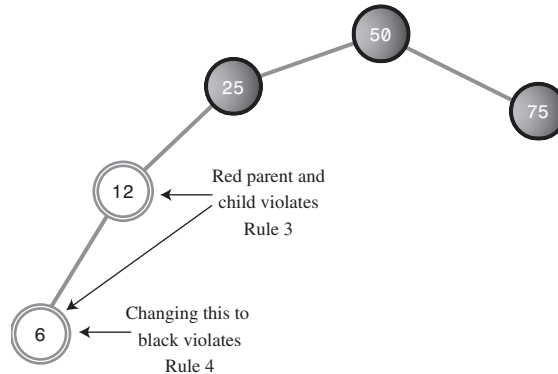 50
25
75
12
Red parent and
child violates
Rule 3
6
Changing this to
black violates
Rule 4